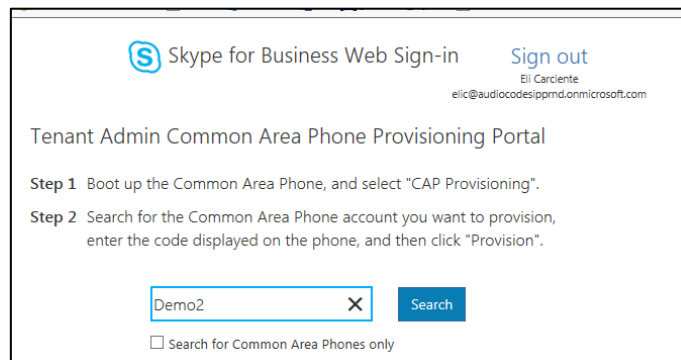 Skype for Business Web Sign-in
Sign out
Eli Carciente
elic@audiocodesipprnd.onmicrosoft.com
Tenant Admin Common Area Phone Provisioning Portal
Step 1 Boot up the Common Area Phone, and select "CAP Provisioning".
Step 2 Search for the Common Area Phone account you want to provision,
enter the code displayed on the phone, and then click "Provision".
Demo2
Search
Search for Common Area Phones only